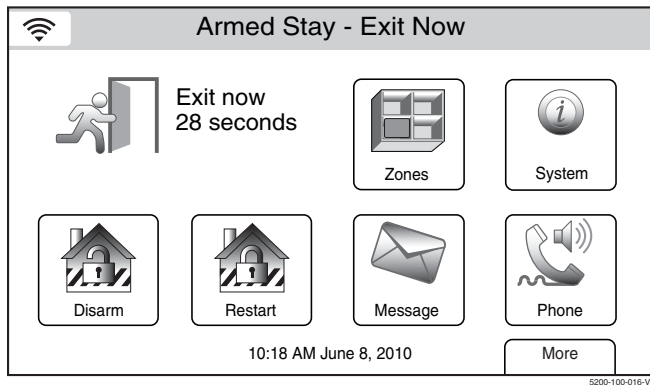 Armed Stay - Exit Now
Exit now
28 seconds
Zones
System
Disarm
Restart
Message
Phone
10:18 AM June 8, 2010
More
5200-100-016-V